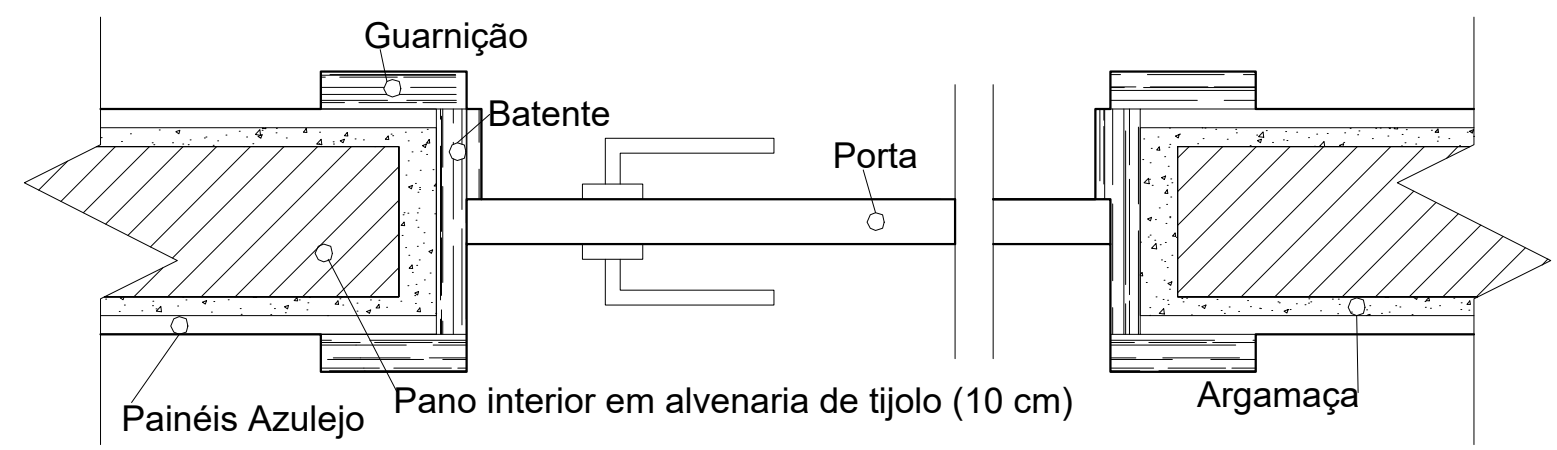 Guarnição
Batente
Porta
Pano interior em alvenaria de tijolo (10 cm)
Argamaça
Painéis Azulejo